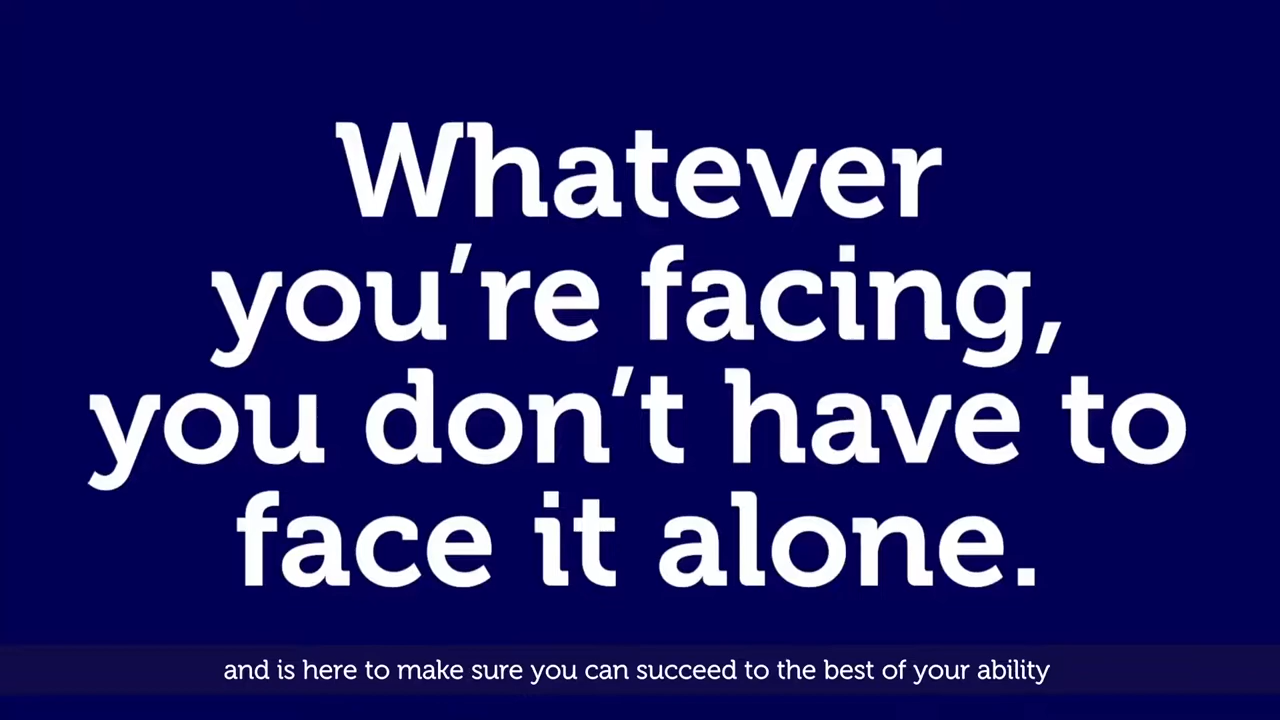 Whatever
you’re facing,
you don’t have to
face it alone.
and is here to make sure you can succeed to the best of your ability